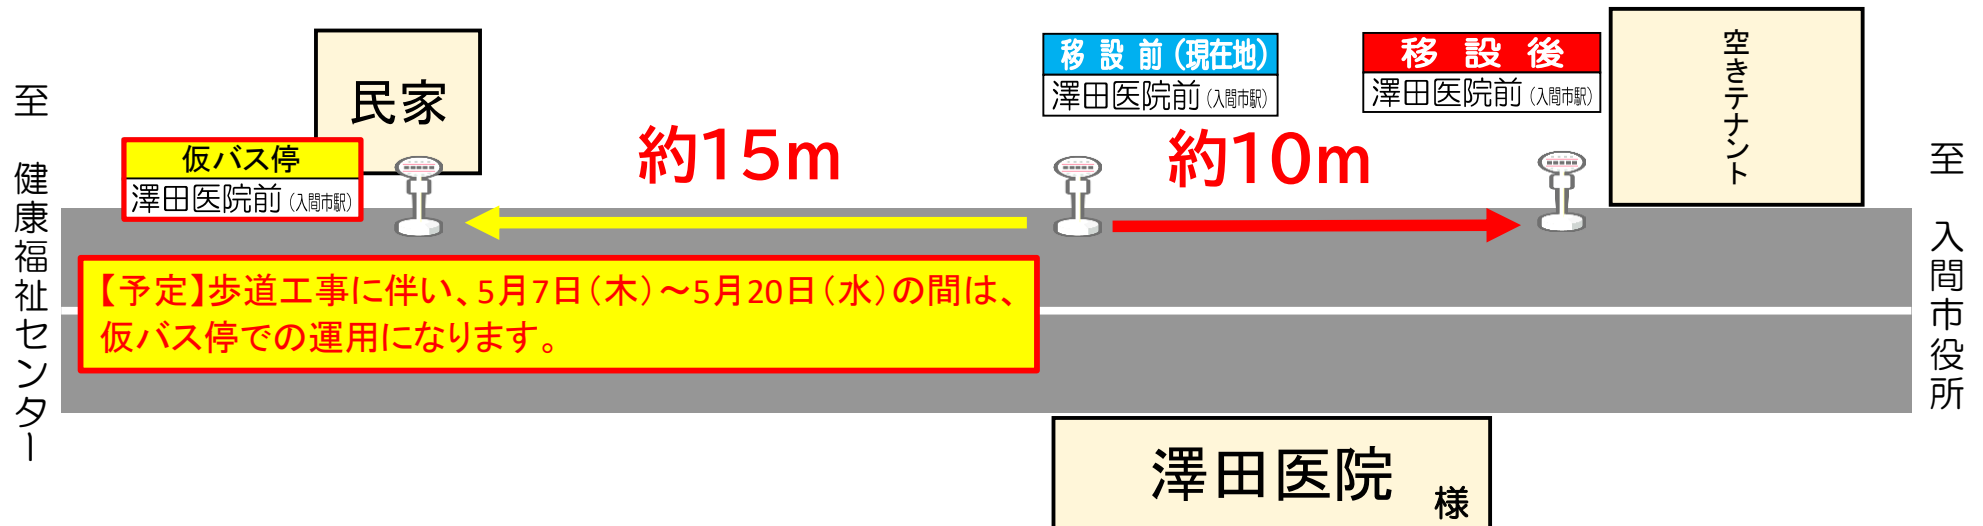 至 健康福祉センター
民家
仮バス停
澤田医院前(入間市駅)
約15m
移設前(現在地)
澤田医院前(入間市駅)
約10m
移設後
澤田医院前(入間市駅)
空きテナント
至 入間市役所
【予定】歩道工事に伴い、5月7日(木)～5月20日(水)の間は、
仮バス停での運用になります。
澤田医院 様